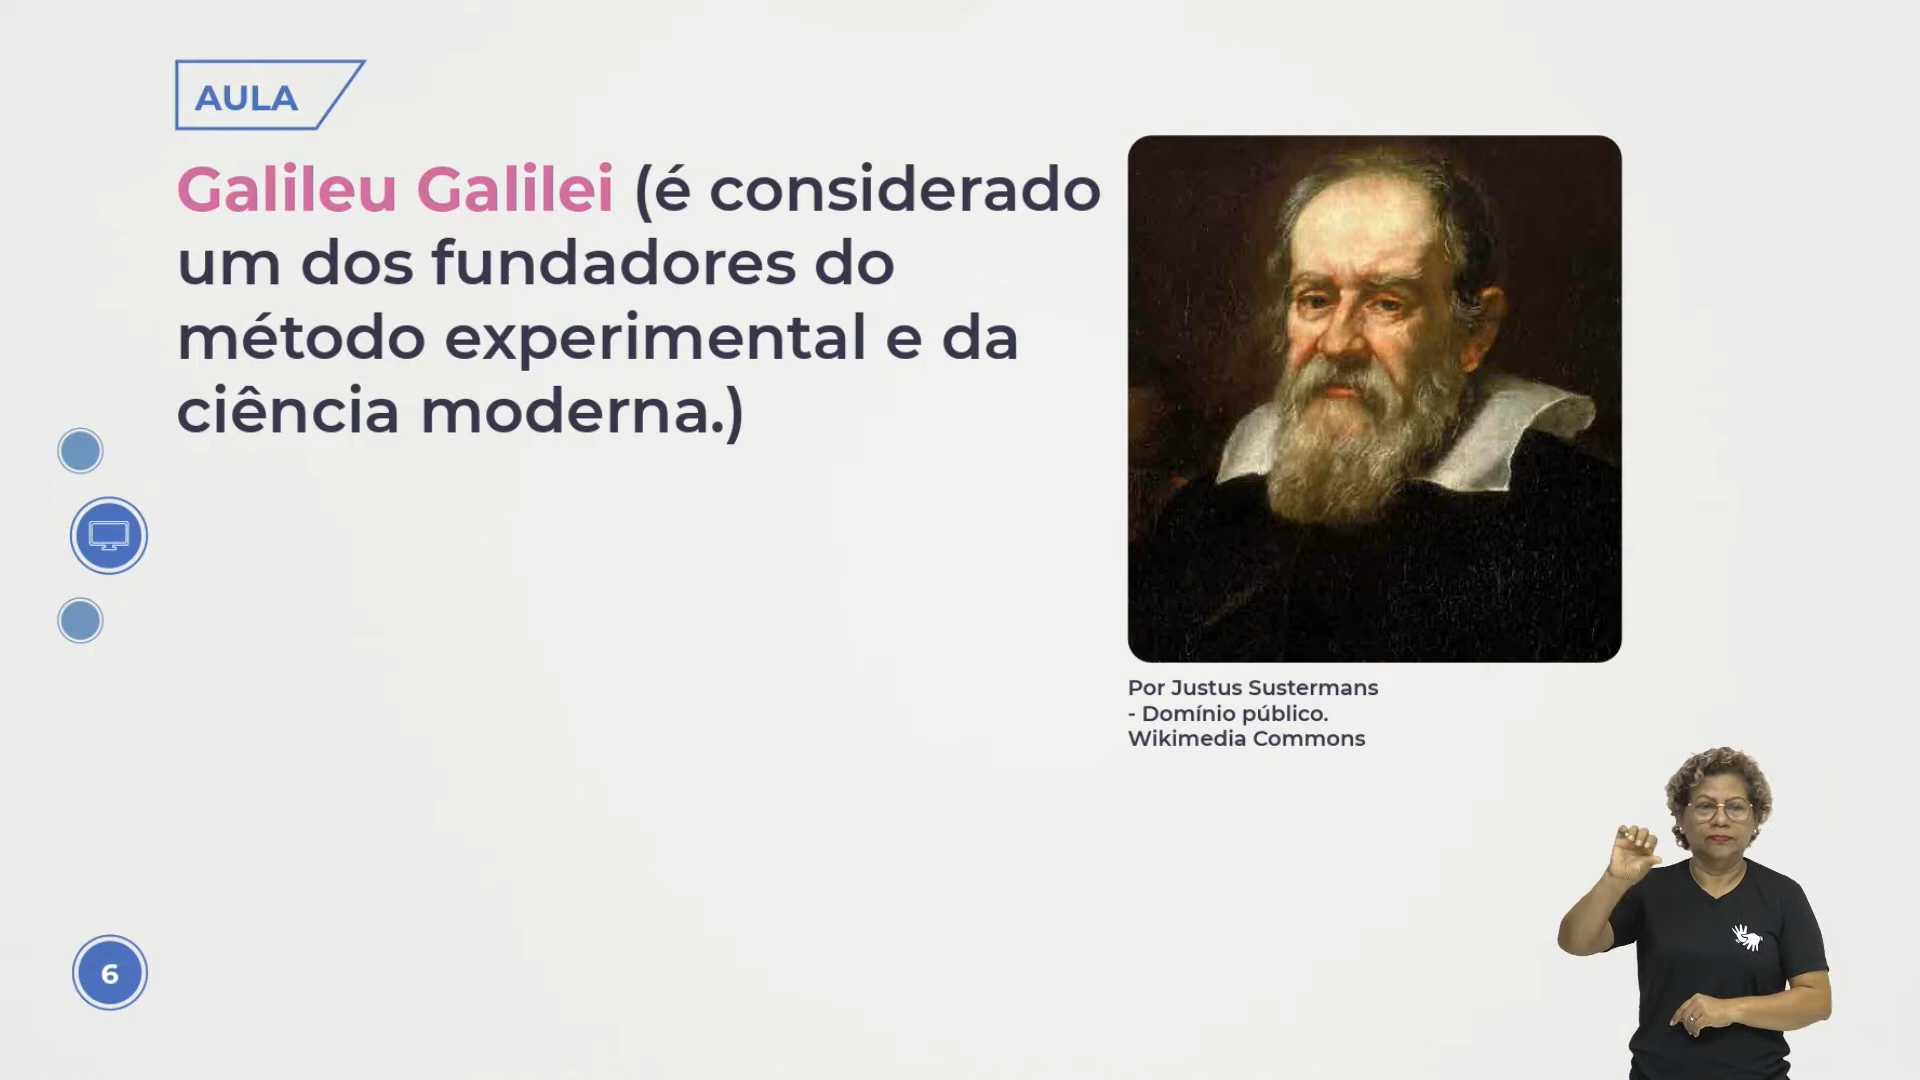 AULA
Galileu Galilei (é considerado
um dos fundadores do
método experimental e da
ciência moderna.)
Por Justus Sustermans
- Domínio público.
Wikimedia Commons
6